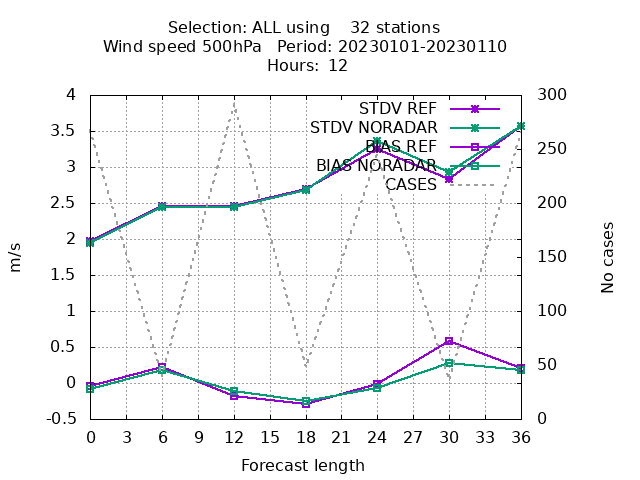 Selection: ALL using    32 stations
Wind speed 500hPa   Period: 20230101-20230110
Hours:  12
STDV REF
STDV NORADAR
BIAS REF
BIAS NORADAR
CASES
4
3.5
3
2.5
2
1.5
1
0.5
0
-0.5
m/s
300
250
200
150
100
50
0
No cases
0 3 6 9 12 15 18 21 24 27 30 33 36
Forecast length